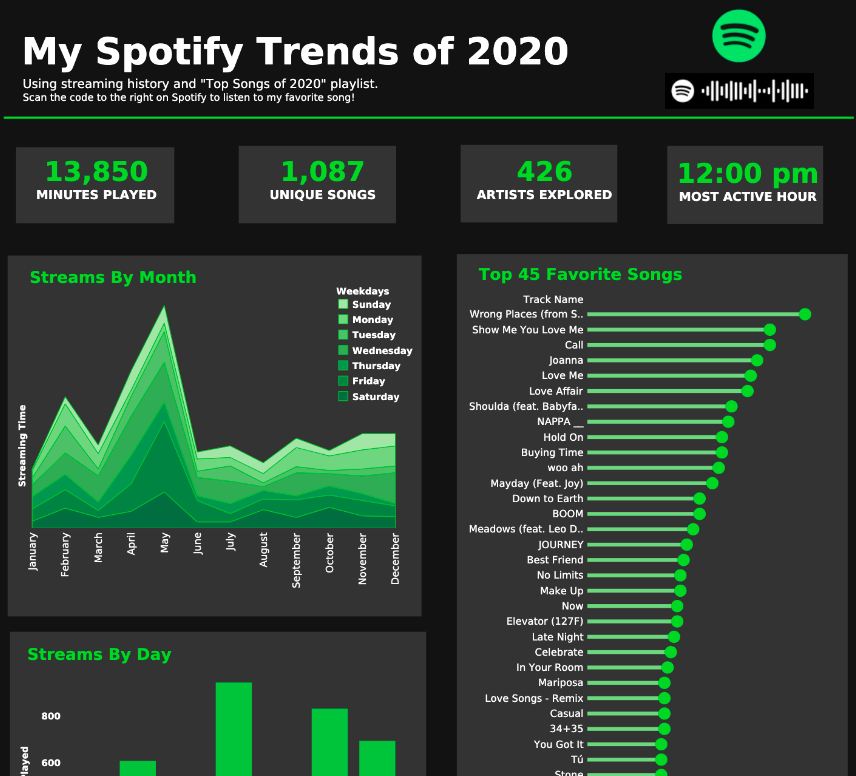 My Spotify Trends of 2020
Using streaming history and "Top Songs of 2020" playlist.
Scan the code to the right on Spotify to listen to my favorite song!
13,850
MINUTES PLAYED
1,087
UNIQUE SONGS
426
ARTISTS EXPLORED
12:00 pm
MOST ACTIVE HOUR
Streams By Month
Weekdays
Sunday
Monday
Tuesday
Wednesday
Thursday
Friday
Saturday
Streaming Time
January
February
March
April
May
June
July
August
September
October
November
December
Streams By Day
800
600
Top 45 Favorite Songs
Track Name
Wrong Places (from S..
Show Me You Love Me
Call
Joanna
Love Me
Love Affair
Shoulda (feat. Babyfa..
NAPPA __
Hold On
Buying Time
woo ah
Mayday (Feat. Joy)
Down to Earth
BOOM
Meadows (feat. Leo D..
JOURNEY
Best Friend
No Limits
Make Up
Now
Elevator (127F)
Late Night
Celebrate
In Your Room
Mariposa
Love Songs - Remix
Casual
34+35
You Got It
Tú
Stone